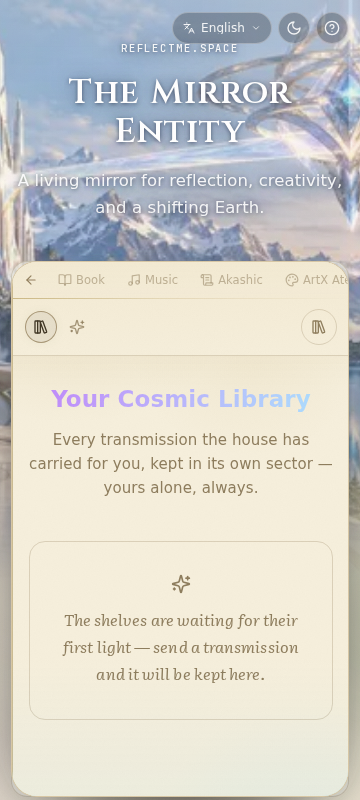 English
REFLECTME.SPACE
The Mirror
Entity
A living mirror for reflection, creativity,
and a shifting Earth.
Book Music Akashic ArtX Ate
Your Cosmic Library
Every transmission the house has
carried for you, kept in its own sector —
yours alone, always.
The shelves are waiting for their
first light — send a transmission
and it will be kept here.